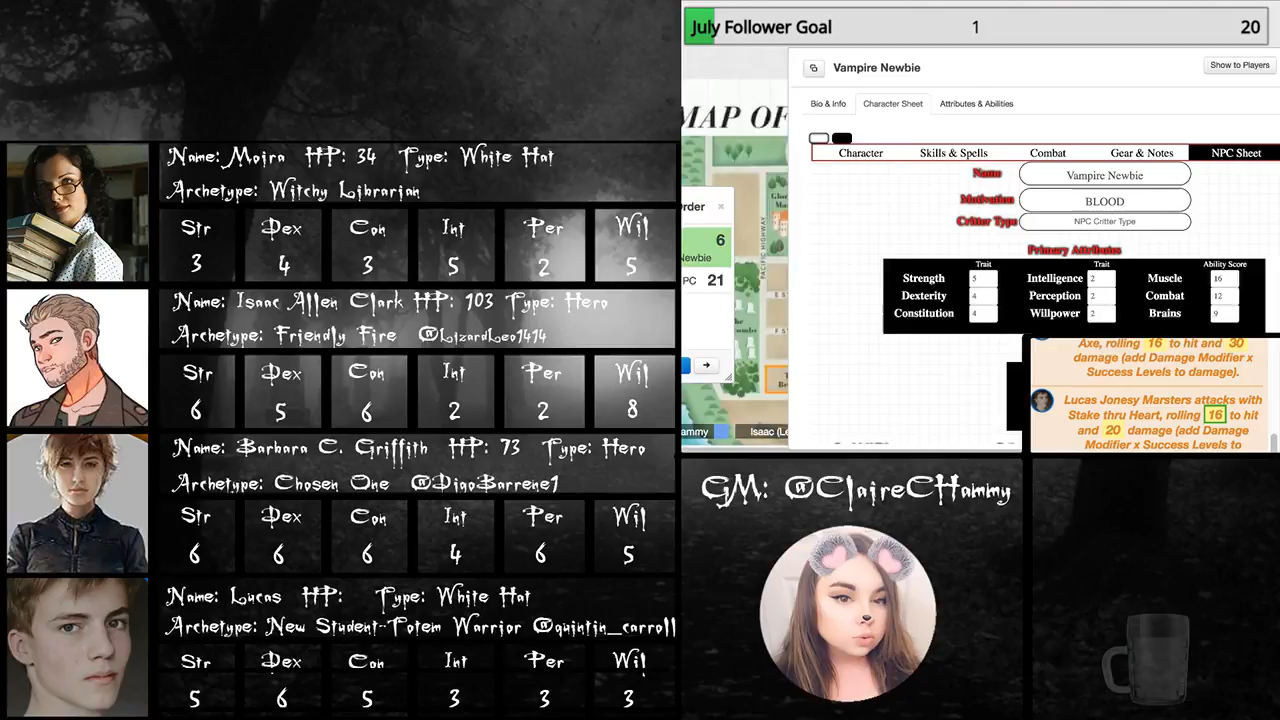 July Follower Goal 1 20
Vampire Newbie
Show to Players
Bio & Info Character Sheet Attributes & Abilities
MAP OF
Character Skills & Spells Combat Gear & Notes NPC Sheet
Name Vampire Newbie
Motivation BLOOD
Critter Type NPC Critter Type
Primary Attributes
Trait Trait Ability Score
Strength 5 Intelligence 2 Muscle 16
Dexterity 4 Perception 2 Combat 12
Constitution 4 Willpower 2 Brains 9
rder ×
6
ewbie
PC 21
PACIFIC HIGHWAY
ammy
Isaac (Le
Axe, rolling 16 to hit and 30
damage (add Damage Modifier x
Success Levels to damage).
Lucas Jonesy Marsters attacks with
Stake thru Heart, rolling 16 to hit
and 20 damage (add Damage
Modifier x Success Levels to
Name: Moira HP: 34 Type: White Hat
Archetype: Witchy Librarian
Str Dex Con Int Per Wil
3 4 3 5 2 5
Name: Isaac Allen Clark HP: 103 Type: Hero
Archetype: Friendly Fire @LizardLeo1414
Str Dex Con Int Per Wil
6 5 6 2 2 8
Name: Barbara C. Griffith HP: 73 Type: Hero
Archetype: Chosen One @DigoBarrene1
Str Dex Con Int Per Wil
6 6 6 4 6 5
Name: Lucas HP: Type: White Hat
Archetype: New Student-Totem Warrior @quintin_carroll
Str Dex Con Int Per Wil
5 6 5 3 3 3
GM: @ClaireCHammy